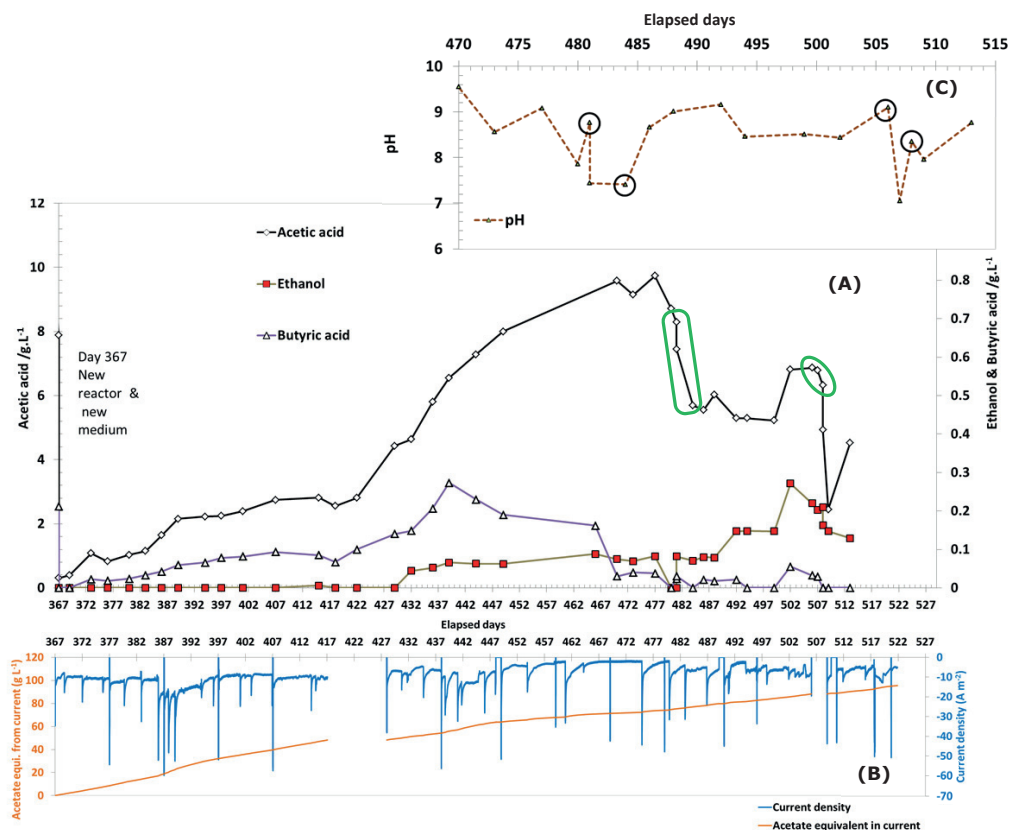 Elapsed days
470 475 480 485 490 495 500 505 510 515
10
9
8
7
6
pH
(C)
pH
12
10
8
6
4
2
0
Acetic acid /g.L-1
Acetic acid
Ethanol
Butyric acid
(A)
Day 367
New
reactor &
new
medium
0.8
0.7
0.6
0.5
0.4
0.3
0.2
0.1
0
Ethanol & Butyric acid /g.L-1
367 372 377 382 387 392 397 402 407 412 417 422 427 432 437 442 447 452 457 462 467 472 477 482 487 492 497 502 507 512 517 522 527
Elapsed days
367 372 377 382 387 392 397 402 407 412 417 422 427 432 437 442 447 452 457 462 467 472 477 482 487 492 497 502 507 512 517 522 527
120
100
80
60
40
20
0
Acetate equi. from current (g L-1)
0
-10
-20
-30
-40
-50
-60
-70
Current density (A m-2)
(B)
Current density
Acetate equivalent in current